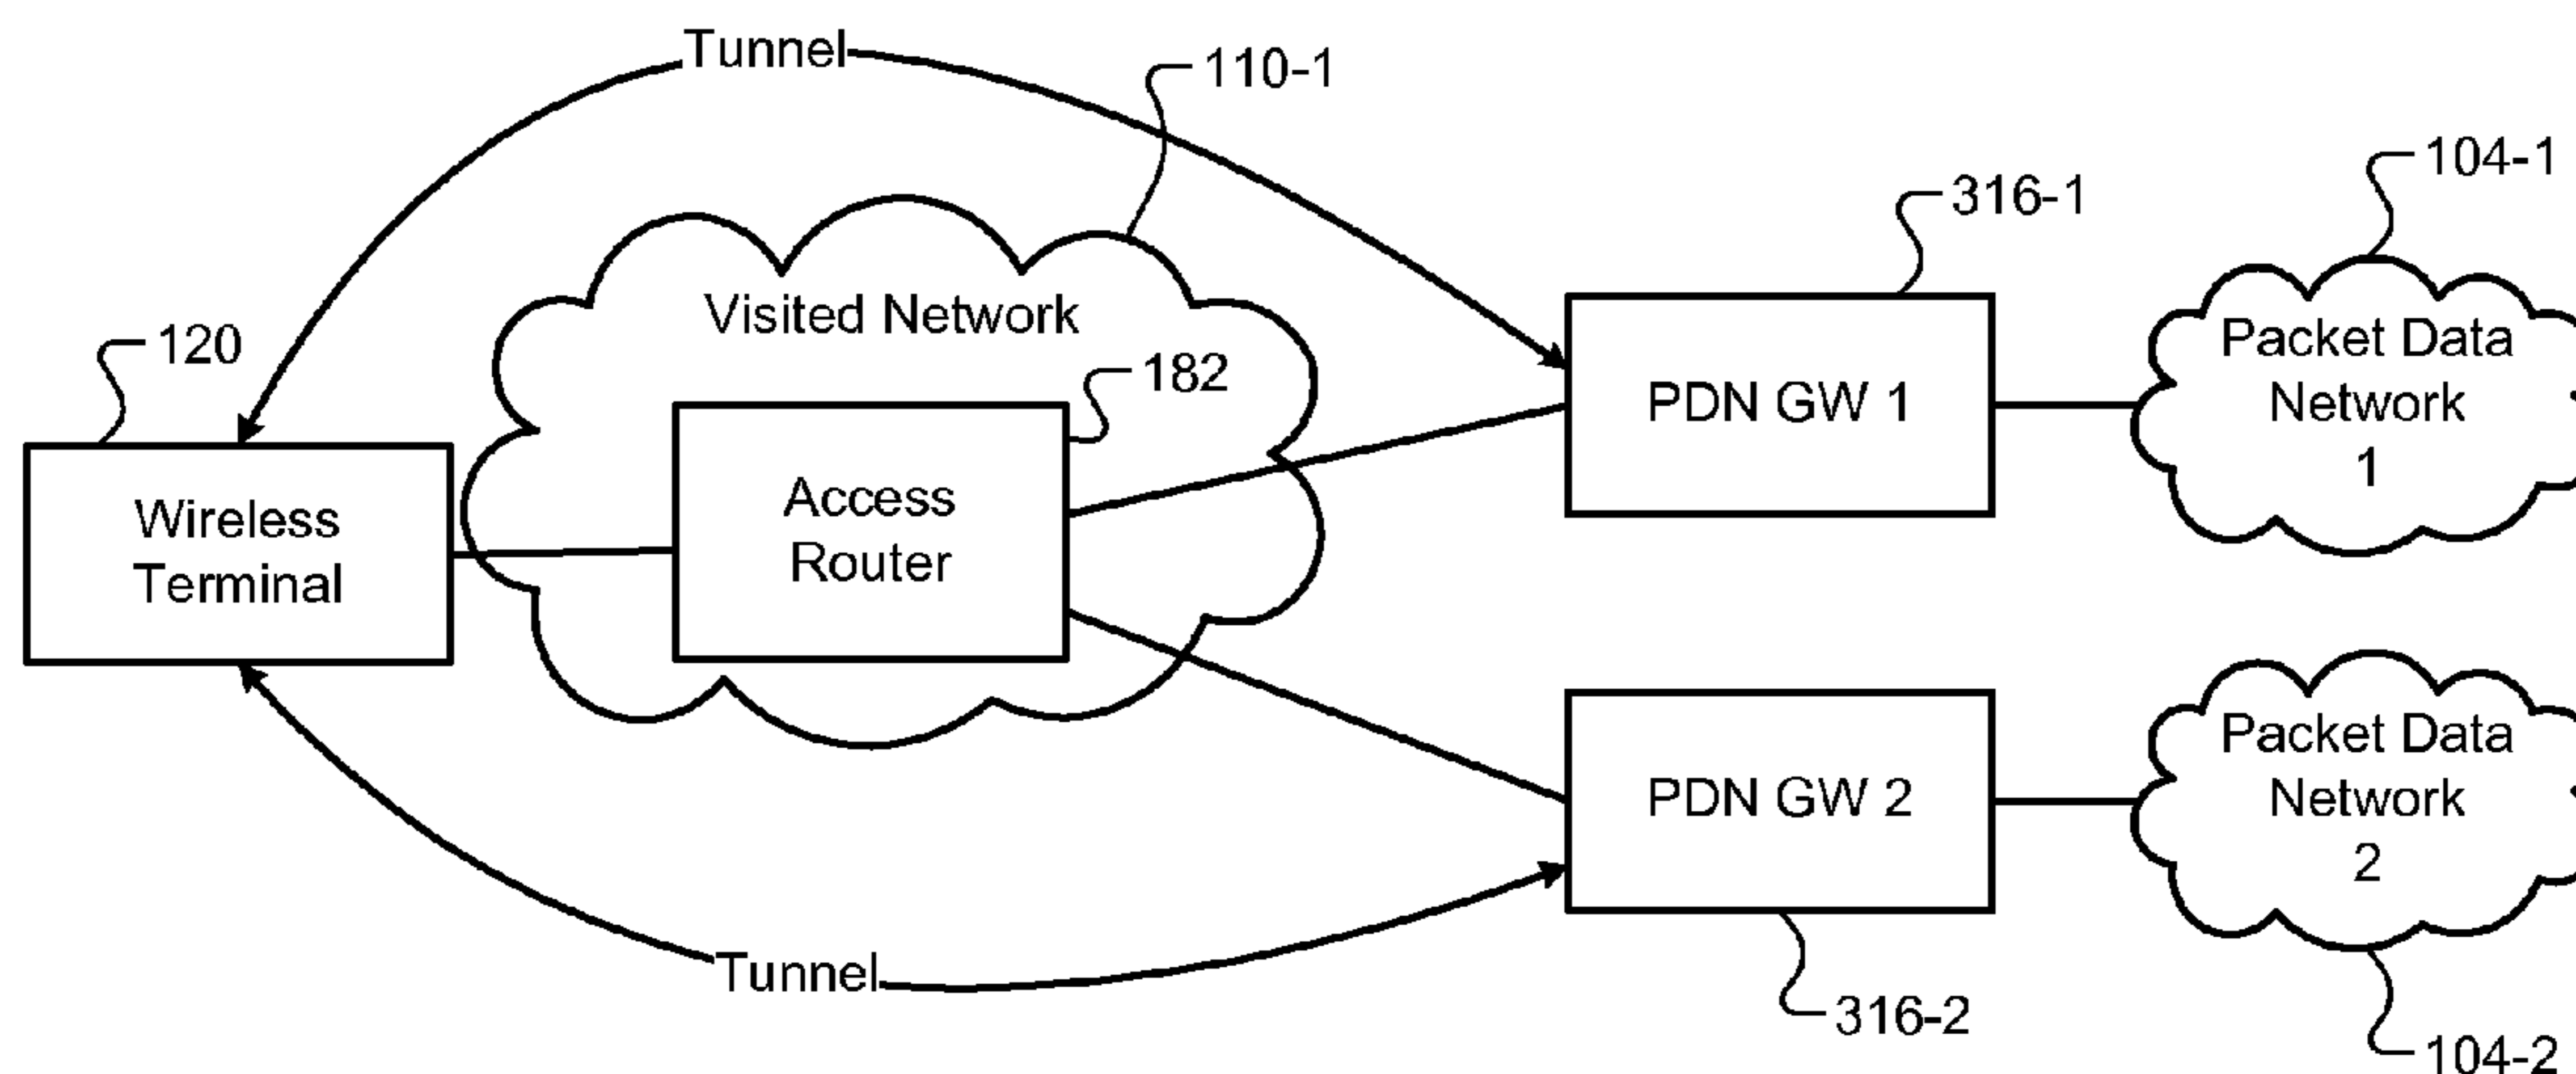 Tunnel
110-1
104-1
316-1
Visited Network
120
182
Packet Data
Network
1
PDN GW 1
Access
Router
Wireless
Terminal
Packet Data
Network
2
PDN GW 2
Tunnel
316-2
104-2